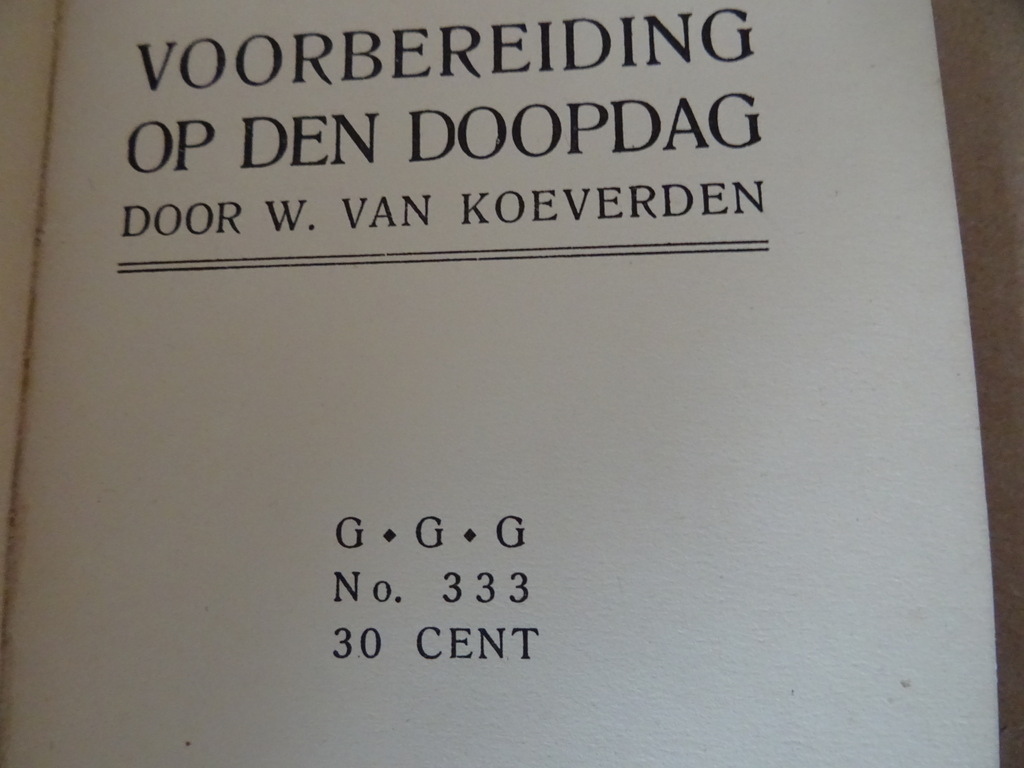 VOORBEREIDING
OP DEN DOOPDAG
DOOR W. VAN KOEVERDEN
G ◆ G ◆ G
No. 333
30 CENT